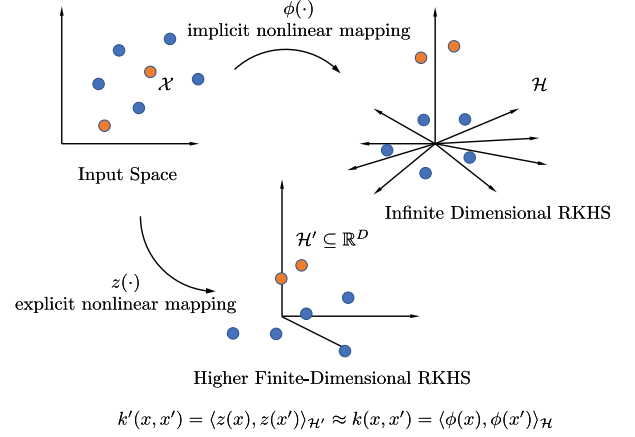 ϕ(·)
implicit nonlinear mapping
𝒳
ℋ
Input Space
Infinite Dimensional RKHS
ℋ′ ⊆ ℝ^D
z(·)
explicit nonlinear mapping
Higher Finite-Dimensional RKHS
k′(x, x′) = ⟨z(x), z(x′)⟩_ℋ′ ≈ k(x, x′) = ⟨ϕ(x), ϕ(x′)⟩_ℋ